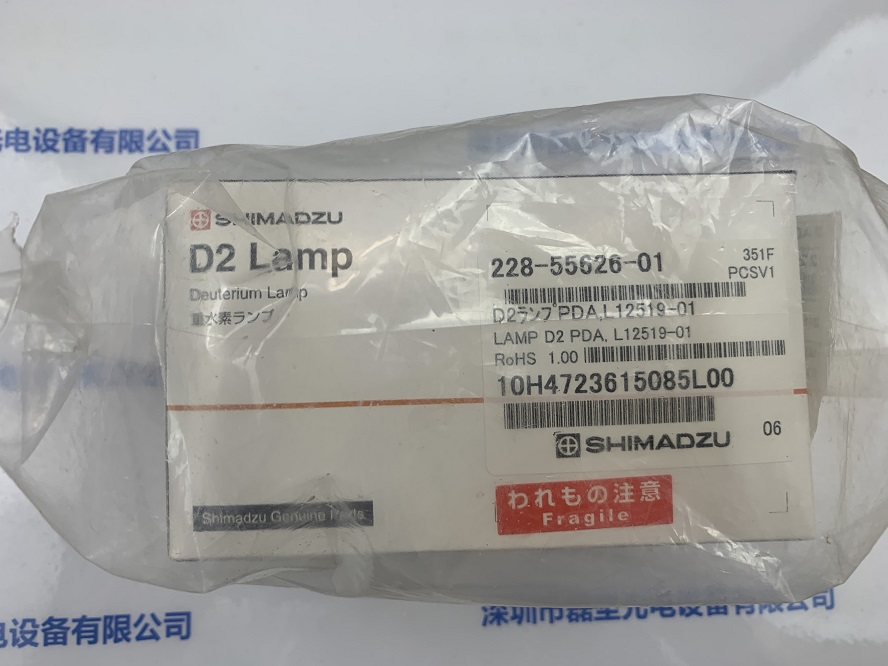 光电设备有限公司
SHIMADZU
D2 Lamp
Deuterium Lamp
重水素ランプ
Shimadzu Genuine Parts
228-55626-01
351F
PCSV1
D2ランプ PDA,L12519-01
LAMP D2 PDA, L12519-01
RoHS 1.00
10H4723615085L00
SHIMADZU
06
われもの注意
Fragile
电设备有限公司
深圳市磊呈光电设备有限公司